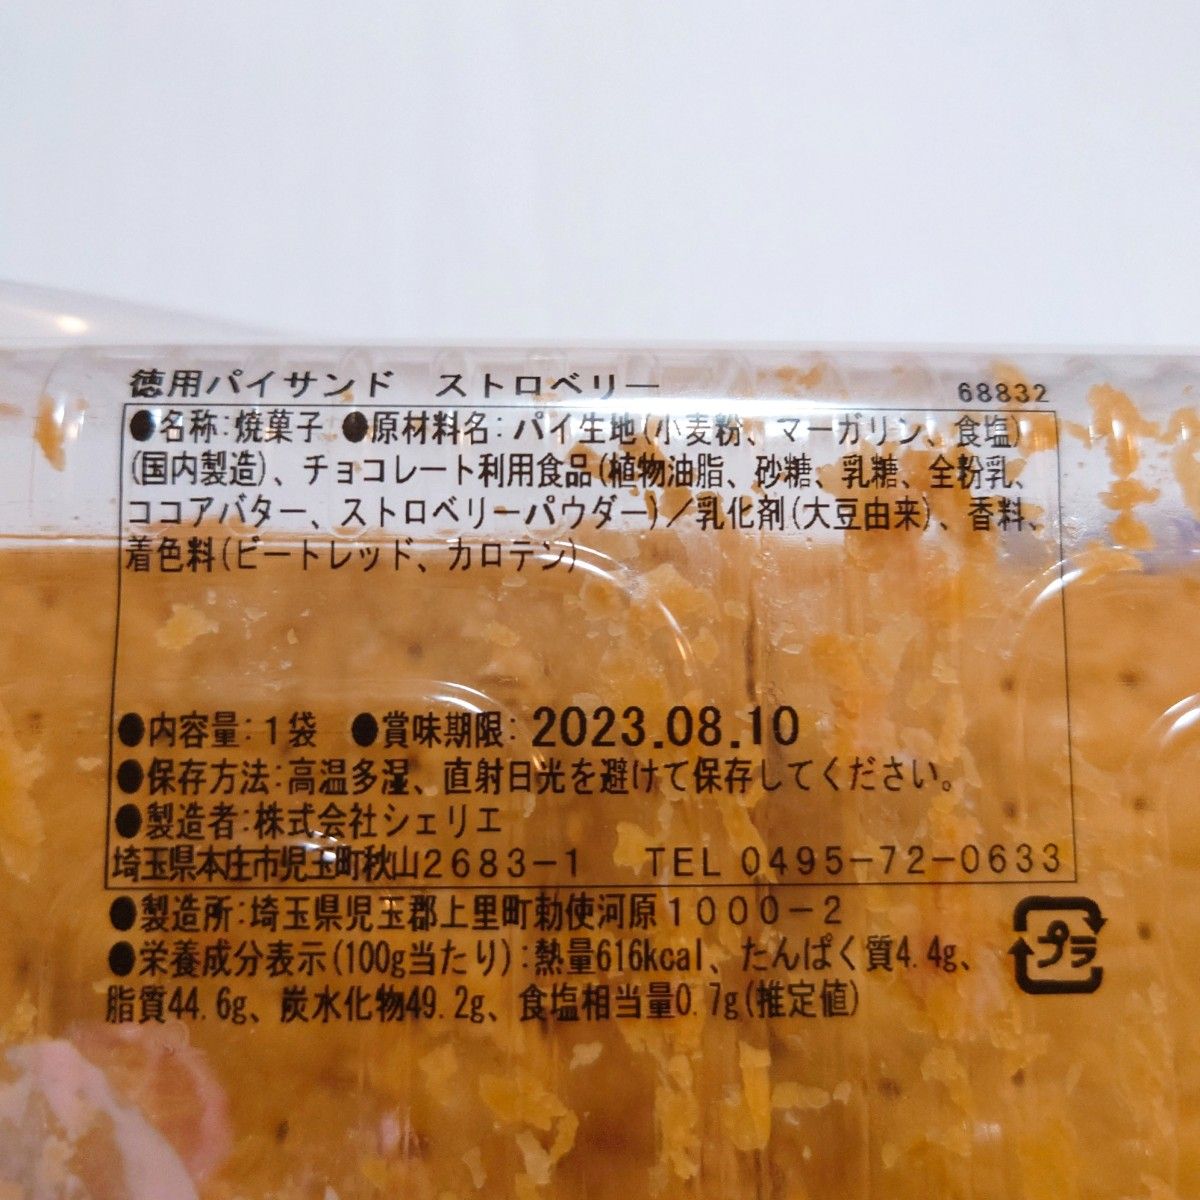 徳用パイサンド ストロベリー 68832
●名称:焼菓子 ●原材料名:パイ生地(小麦粉、マーガリン、食塩)
(国内製造)、チョコレート利用食品(植物油脂、砂糖、乳糖、全粉乳、
ココアバター、ストロベリーパウダー)/乳化剤(大豆由来)、香料、
着色料(ビートレッド、カロテン)
●内容量:1袋 ●賞味期限:2023.08.10
●保存方法:高温多湿、直射日光を避けて保存してください。
●製造者:株式会社シェリエ
埼玉県本庄市児玉町秋山2683-1 TEL 0495-72-0633
●製造所:埼玉県児玉郡上里町勅使河原1000-2
●栄養成分表示(100g当たり):熱量616kcal、たんぱく質4.4g、
脂質44.6g、炭水化物49.2g、食塩相当量0.7g(推定値)
プラ